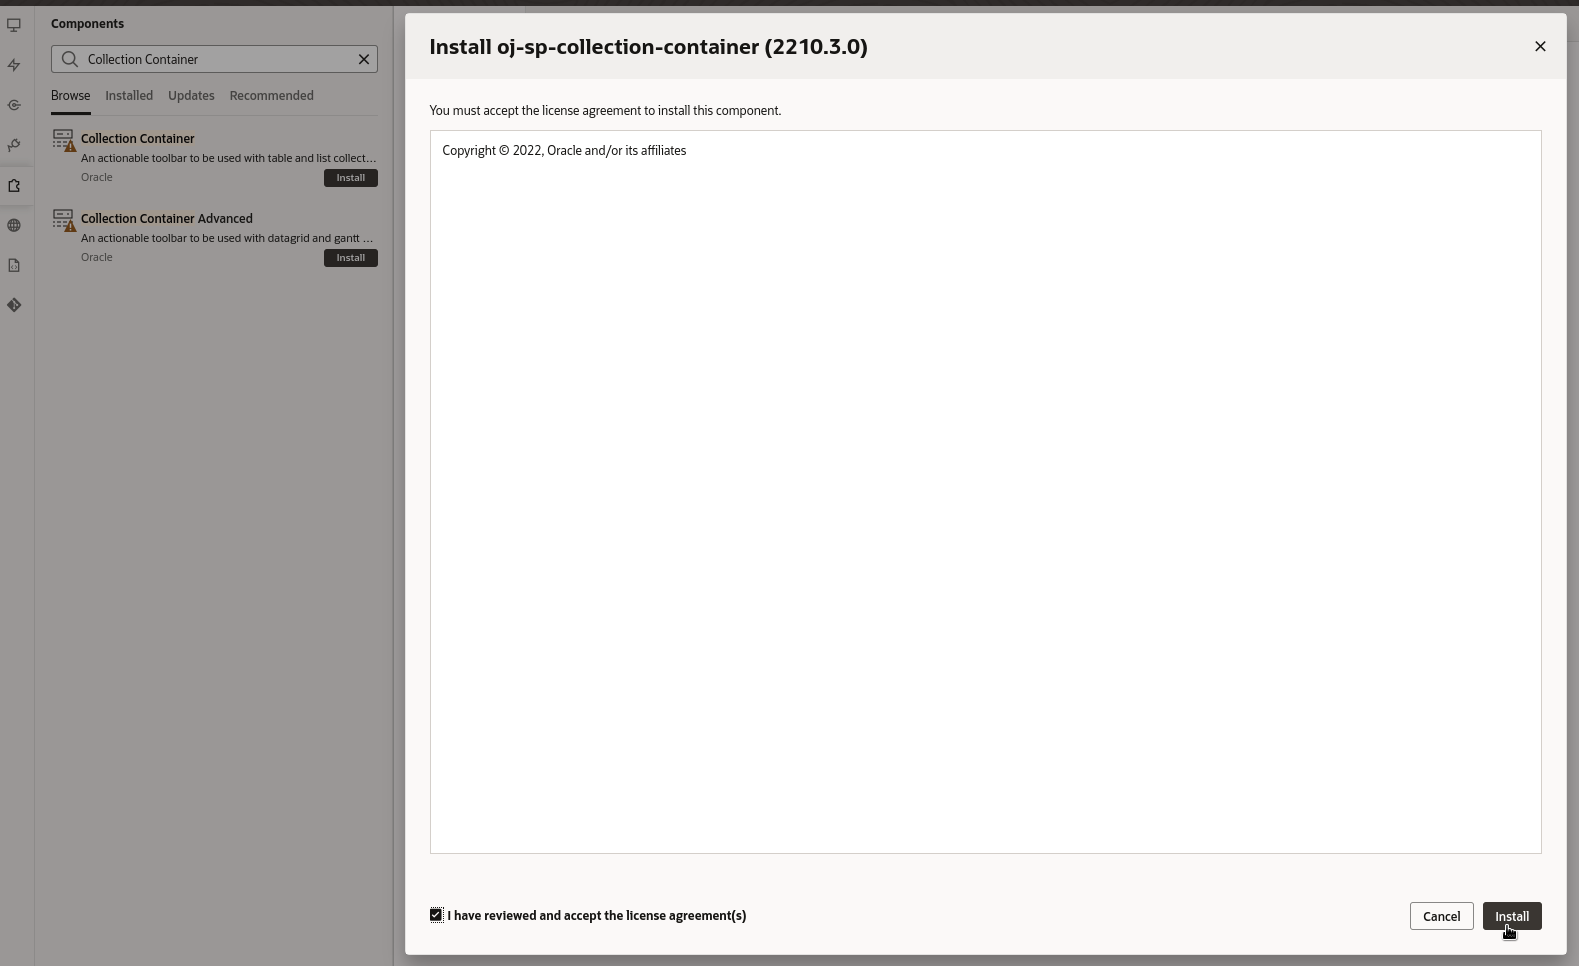 Components
Collection Container
Browse Installed Updates Recommended
Collection Container
An actionable toolbar to be used with table and list collect...
Oracle
Install
Collection Container Advanced
An actionable toolbar to be used with datagrid and gantt ...
Oracle
Install
Install oj-sp-collection-container (2210.3.0)
You must accept the license agreement to install this component.
Copyright © 2022, Oracle and/or its affiliates
I have reviewed and accept the license agreement(s)
Cancel
Install